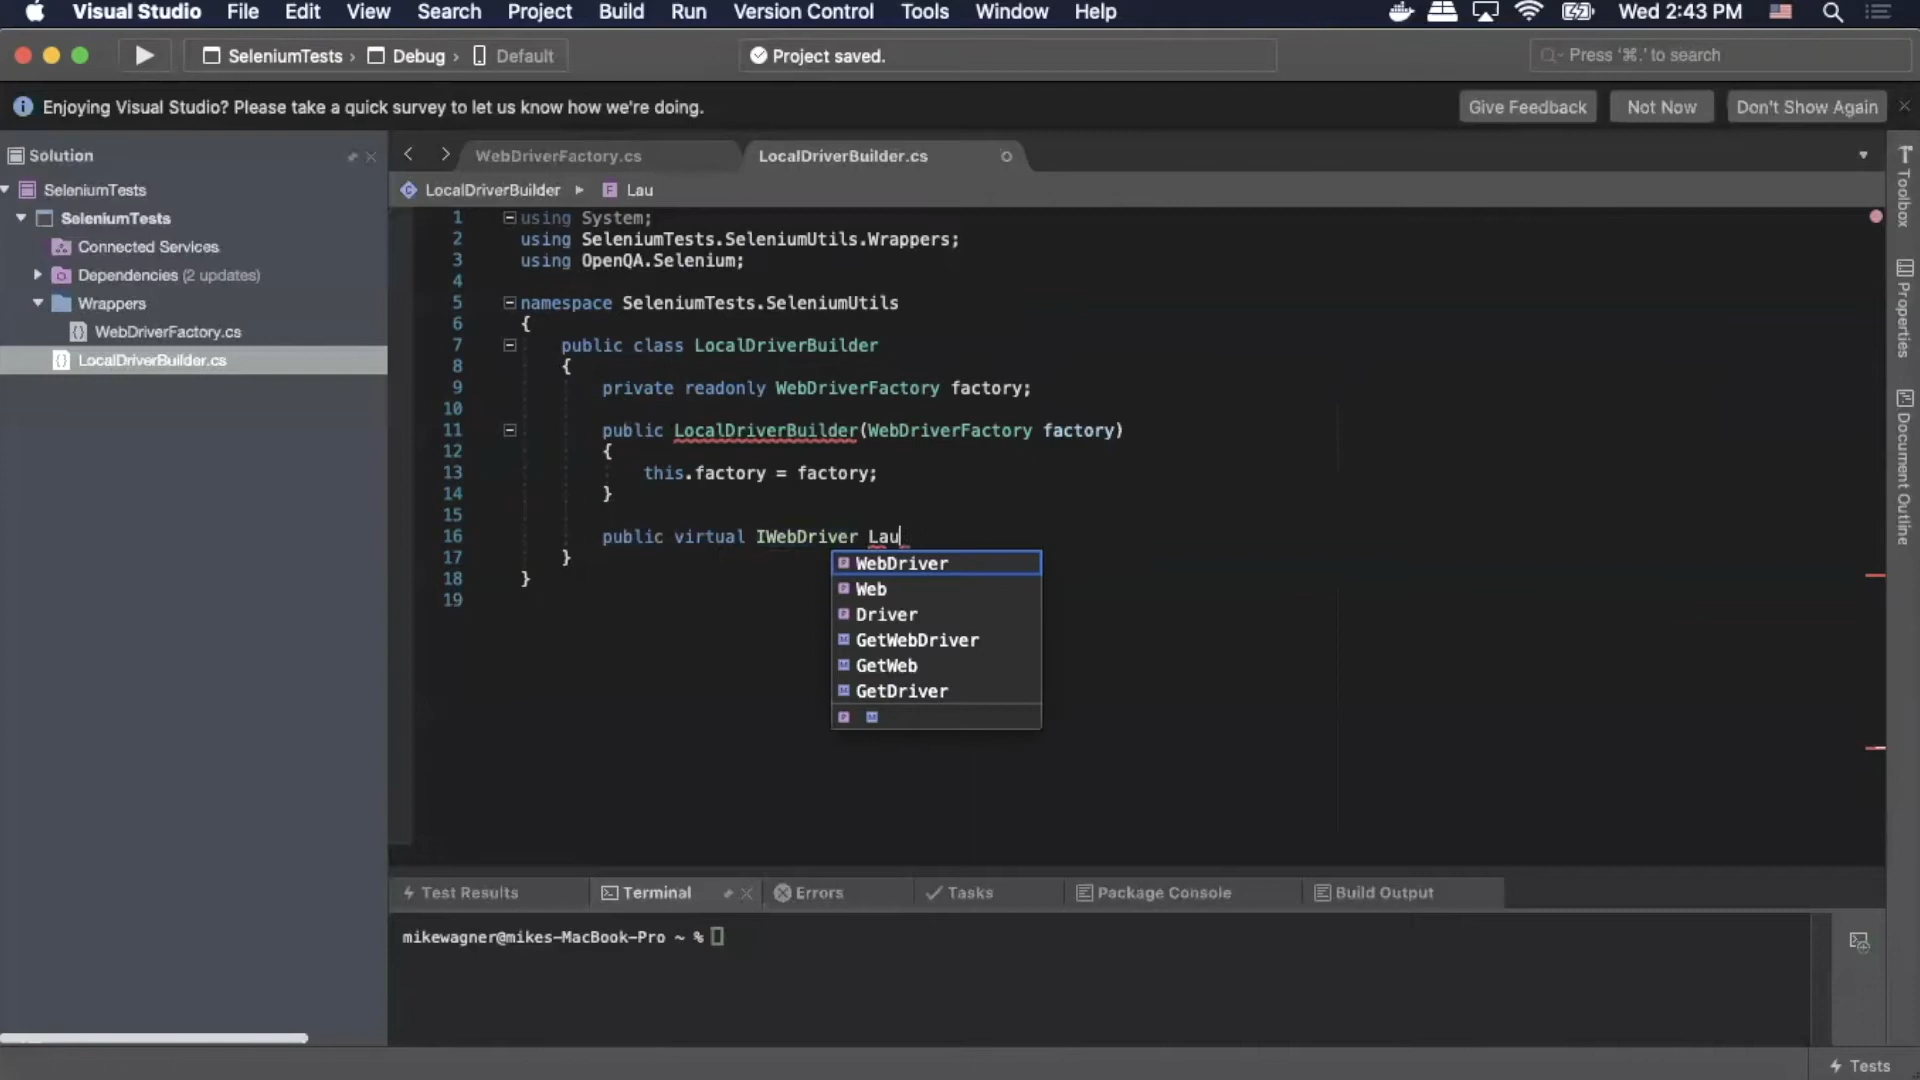 Visual Studio File Edit View Search Project Build Run Version Control Tools Window Help Wed 2:43 PM
SeleniumTests › Debug › Default
Project saved.
Press '⌘.' to search
Enjoying Visual Studio? Please take a quick survey to let us know how we're doing.
Give Feedback
Not Now
Don't Show Again
Solution
SeleniumTests
SeleniumTests
Connected Services
Dependencies (2 updates)
Wrappers
WebDriverFactory.cs
LocalDriverBuilder.cs
WebDriverFactory.cs
LocalDriverBuilder.cs
LocalDriverBuilder ▸ Lau
1 using System;
2 using SeleniumTests.SeleniumUtils.Wrappers;
3 using OpenQA.Selenium;
4
5 namespace SeleniumTests.SeleniumUtils
6 {
7 public class LocalDriverBuilder
8 {
9 private readonly WebDriverFactory factory;
10
11 public LocalDriverBuilder(WebDriverFactory factory)
12 {
13 this.factory = factory;
14 }
15
16 public virtual IWebDriver Lau
17 }
18 }
19
WebDriver
Web
Driver
GetWebDriver
GetWeb
GetDriver
Toolbox
Properties
Document Outline
Test Results
Terminal
Errors
Tasks
Package Console
Build Output
mikewagner@mikes-MacBook-Pro ~ %
Tests